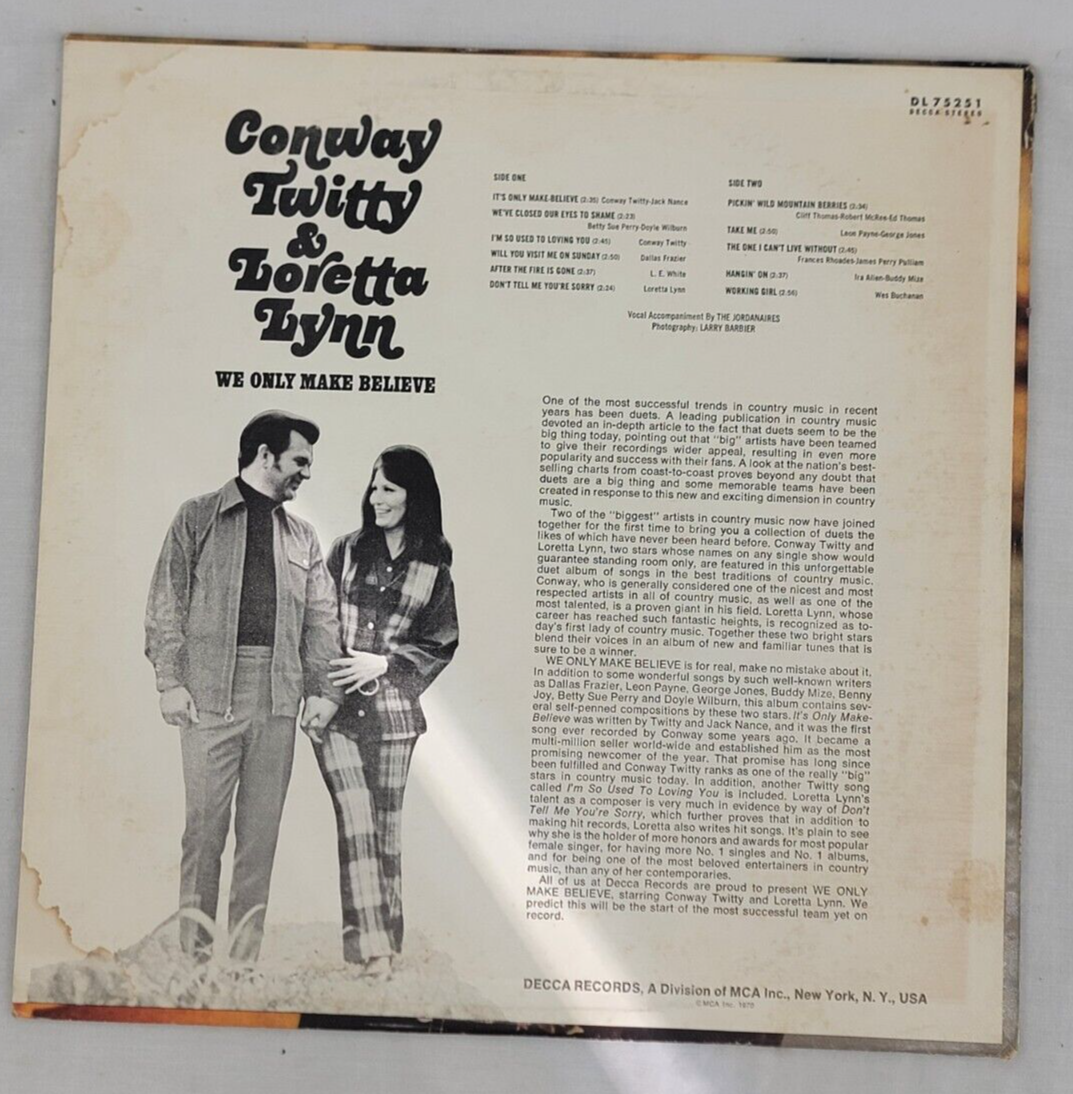 DL 75251
DECCA STEREO
Conway
Twitty
&
Loretta
Lynn
WE ONLY MAKE BELIEVE
SIDE ONE
IT'S ONLY MAKE-BELIEVE (2:35) Conway Twitty-Jack Nance
WE'VE CLOSED OUR EYES TO SHAME (2:23)
Betty Sue Perry-Doyle Wilburn
I'M SO USED TO LOVING YOU (2:45) Conway Twitty
WILL YOU VISIT ME ON SUNDAY (2:50) Dallas Frazier
AFTER THE FIRE IS GONE (2:37) L. E. White
DON'T TELL ME YOU'RE SORRY (2:24) Loretta Lynn
SIDE TWO
PICKIN' WILD MOUNTAIN BERRIES (2:34)
Cliff Thomas-Robert McRee-Ed Thomas
TAKE ME (2:50) Leon Payne-George Jones
THE ONE I CAN'T LIVE WITHOUT (2:45)
Frances Rhoades-James Perry Pulliam
HANGIN' ON (2:37) Ira Allen-Buddy Mize
WORKING GIRL (2:56) Wes Buchanan
Vocal Accompaniment By THE JORDANAIRES
Photography: LARRY BARBIER
One of the most successful trends in country music in recent
years has been duets. A leading publication in country music
devoted an in-depth article to the fact that duets seem to be the
big thing today, pointing out that "big" artists have been teamed
to give their recordings wider appeal, resulting in even more
popularity and success with their fans. A look at the nation's best-
selling charts from coast-to-coast proves beyond any doubt that
duets are a big thing and some memorable teams have been
created in response to this new and exciting dimension in country
music.
Two of the "biggest" artists in country music now have joined
together for the first time to bring you a collection of duets the
likes of which have never been heard before. Conway Twitty and
Loretta Lynn, two stars whose names on any single show would
guarantee standing room only, are featured in this unforgettable
duet album of songs in the best traditions of country music.
Conway, who is generally considered one of the nicest and most
respected artists in all of country music, as well as one of the
most talented, is a proven giant in his field. Loretta Lynn, whose
career has reached such fantastic heights, is recognized as to-
day's first lady of country music. Together these two bright stars
blend their voices in an album of new and familiar tunes that is
sure to be a winner.
WE ONLY MAKE BELIEVE is for real, make no mistake about it.
In addition to some wonderful songs by such well-known writers
as Dallas Frazier, Leon Payne, George Jones, Buddy Mize, Benny
Joy, Betty Sue Perry and Doyle Wilburn, this album contains sev-
eral self-penned compositions by these two stars. It's Only Make-
Believe was written by Twitty and Jack Nance, and it was the first
song ever recorded by Conway some years ago. It became a
multi-million seller world-wide and established him as the most
promising newcomer of the year. That promise has long since
been fulfilled and Conway Twitty ranks as one of the really "big"
stars in country music today. In addition, another Twitty song
called I'm So Used To Loving You is included. Loretta Lynn's
talent as a composer is very much in evidence by way of Don't
Tell Me You're Sorry, which further proves that in addition to
making hit records, Loretta also writes hit songs. It's plain to see
why she is the holder of more honors and awards for most popular
female singer, for having more No. 1 singles and No. 1 albums,
and for being one of the most beloved entertainers in country
music, than any of her contemporaries.
All of us at Decca Records are proud to present WE ONLY
MAKE BELIEVE, starring Conway Twitty and Loretta Lynn. We
predict this will be the start of the most successful team yet on
record.
DECCA RECORDS, A Division of MCA Inc., New York, N. Y., USA
© MCA Inc.